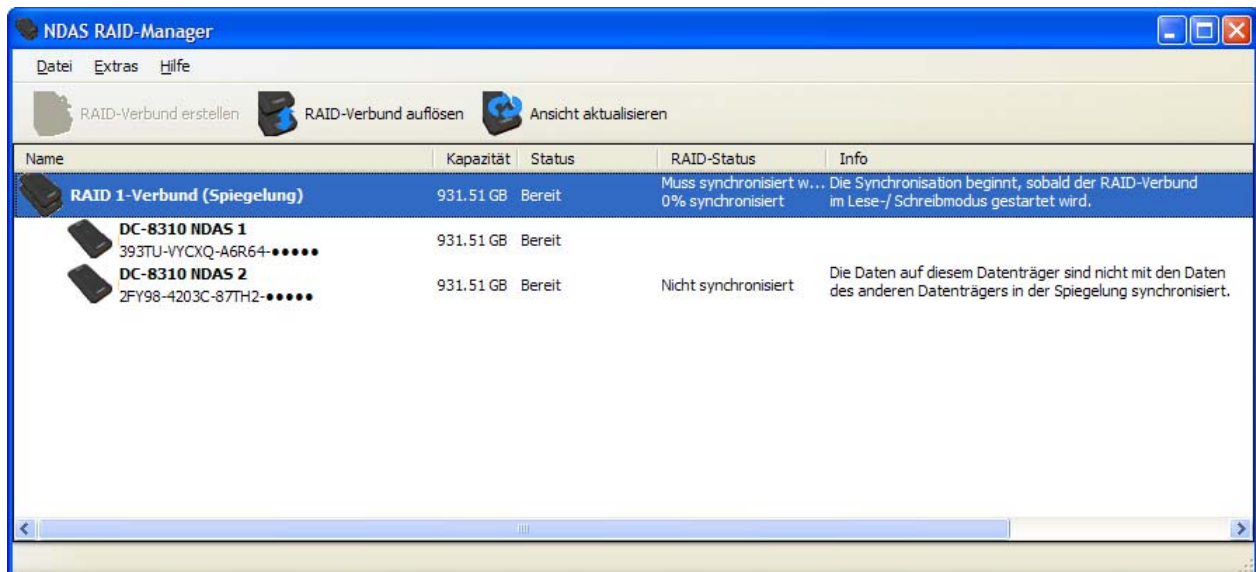 NDAS RAID-Manager
Datei Extras Hilfe
RAID-Verbund erstellen RAID-Verbund auflösen Ansicht aktualisieren
Name Kapazität Status RAID-Status Info
RAID 1-Verbund (Spiegelung) 931.51 GB Bereit Muss synchronisiert w... Die Synchronisation beginnt, sobald der RAID-Verbund
0% synchronisiert im Lese-/ Schreibmodus gestartet wird.
DC-8310 NDAS 1
393TU-VYCXQ-A6R64-●●●●● 931.51 GB Bereit
DC-8310 NDAS 2
2FY98-4203C-87TH2-●●●●● 931.51 GB Bereit Nicht synchronisiert Die Daten auf diesem Datenträger sind nicht mit den Daten
des anderen Datenträgers in der Spiegelung synchronisiert.